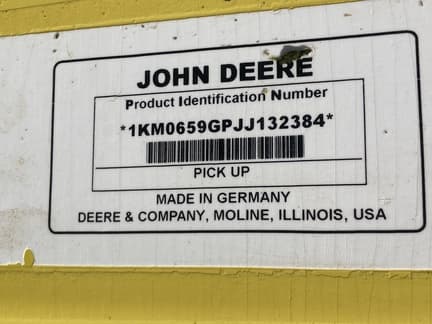 JOHN DEERE
Product Identification Number
*1KM0659GPJJ132384*
PICK UP
MADE IN GERMANY
DEERE & COMPANY, MOLINE, ILLINOIS, USA